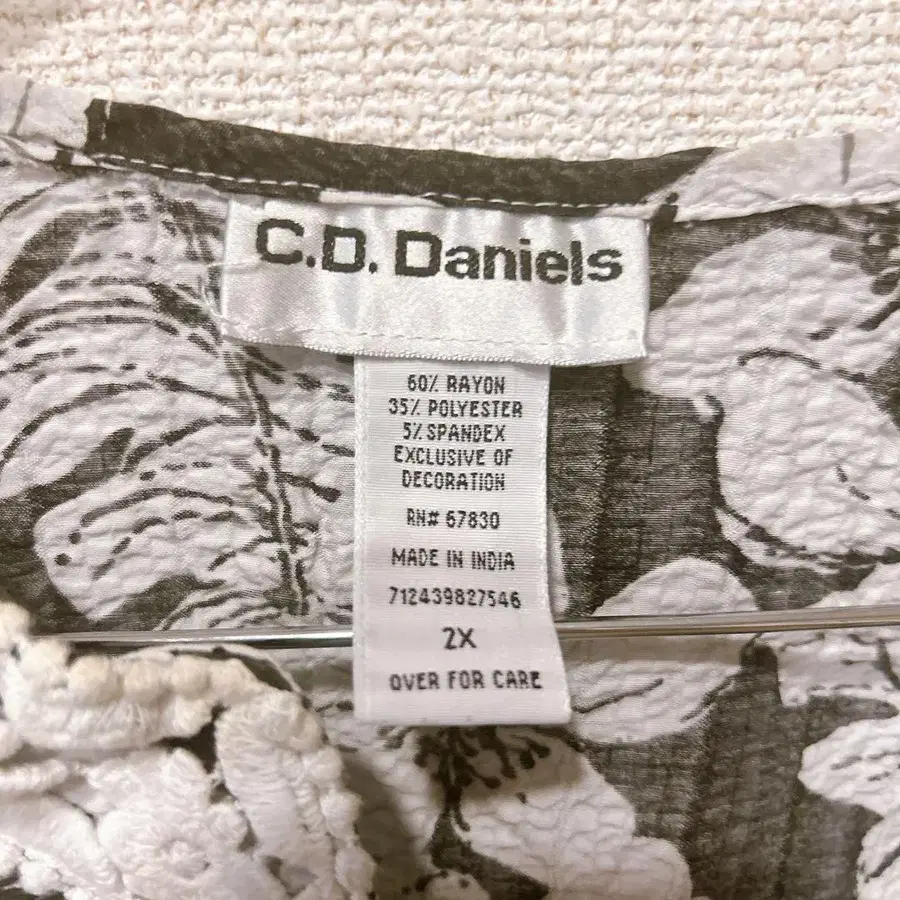 C.D. Daniels
60% RAYON
35% POLYESTER
5% SPANDEX
EXCLUSIVE OF
DECORATION
RN# 67830
MADE IN INDIA
712439827546
2X
OVER FOR CARE